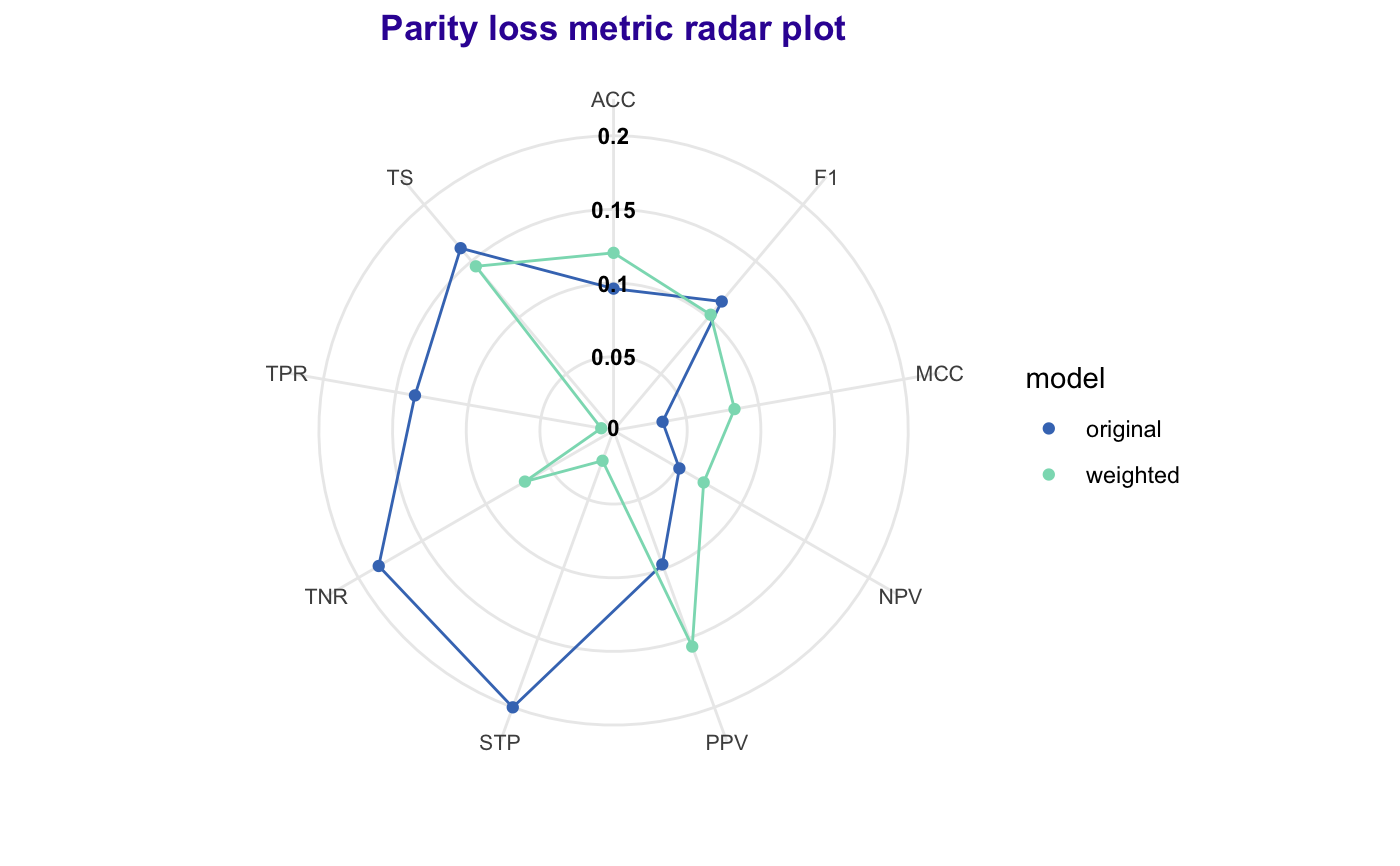 Parity loss metric radar plot
ACC
0.2
TS
F1
0.15
0.1
0.05
TPR
MCC
0
TNR
NPV
STP
PPV
model
original
weighted